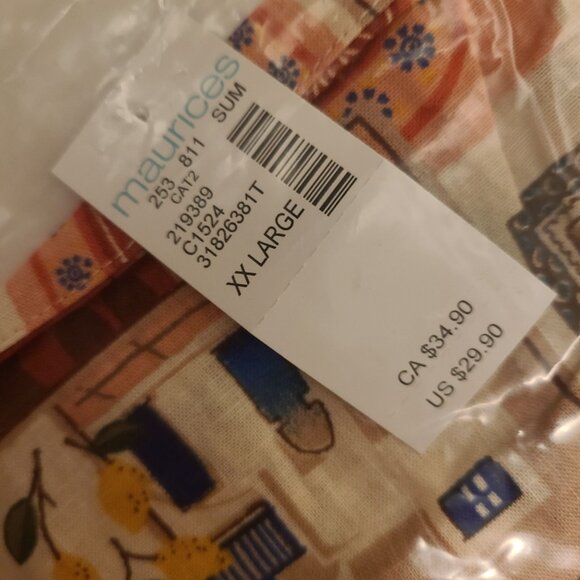 maurices
253 811 SUM
CAT2
219389
C1524
31826381T
XX LARGE
CA $34.90
US $29.90